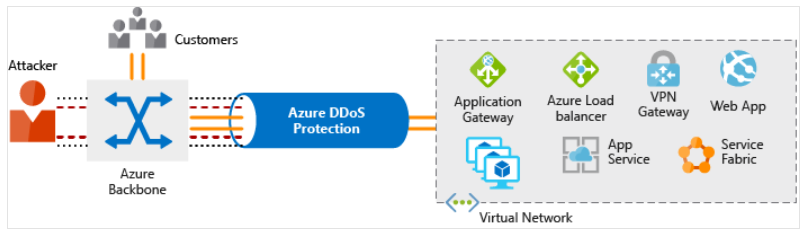 Customers
Attacker
Azure
Backbone
Azure DDoS
Protection
Application
Gateway
Azure Load
balancer
VPN
Gateway
Web App
App
Service
Service
Fabric
Virtual Network